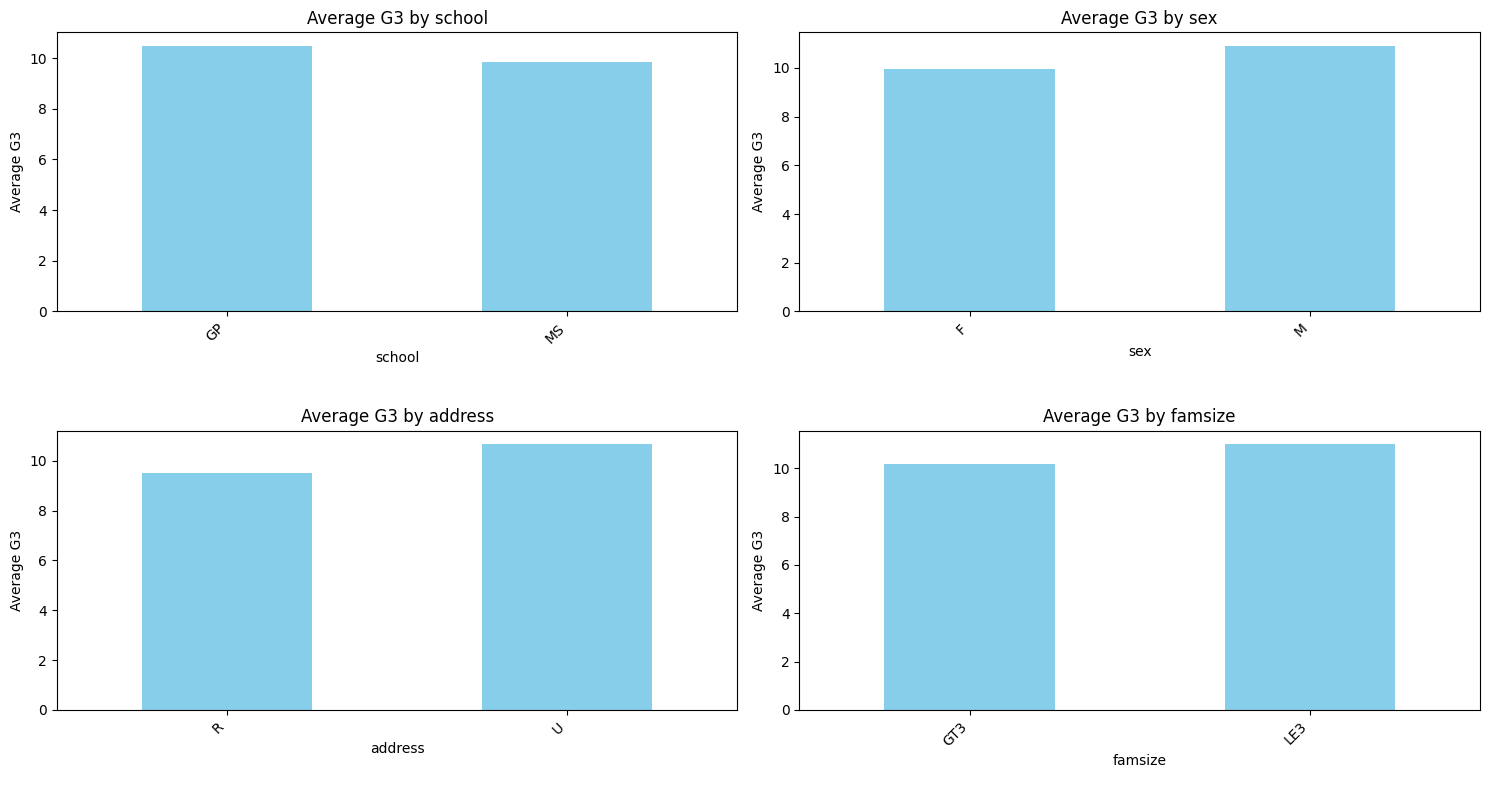 Average G3 by school
Average G3
10
8
6
4
2
0
GP
MS
school
Average G3 by sex
Average G3
10
8
6
4
2
0
F
M
sex
Average G3 by address
Average G3
10
8
6
4
2
0
R
U
address
Average G3 by famsize
Average G3
10
8
6
4
2
0
GT3
LE3
famsize